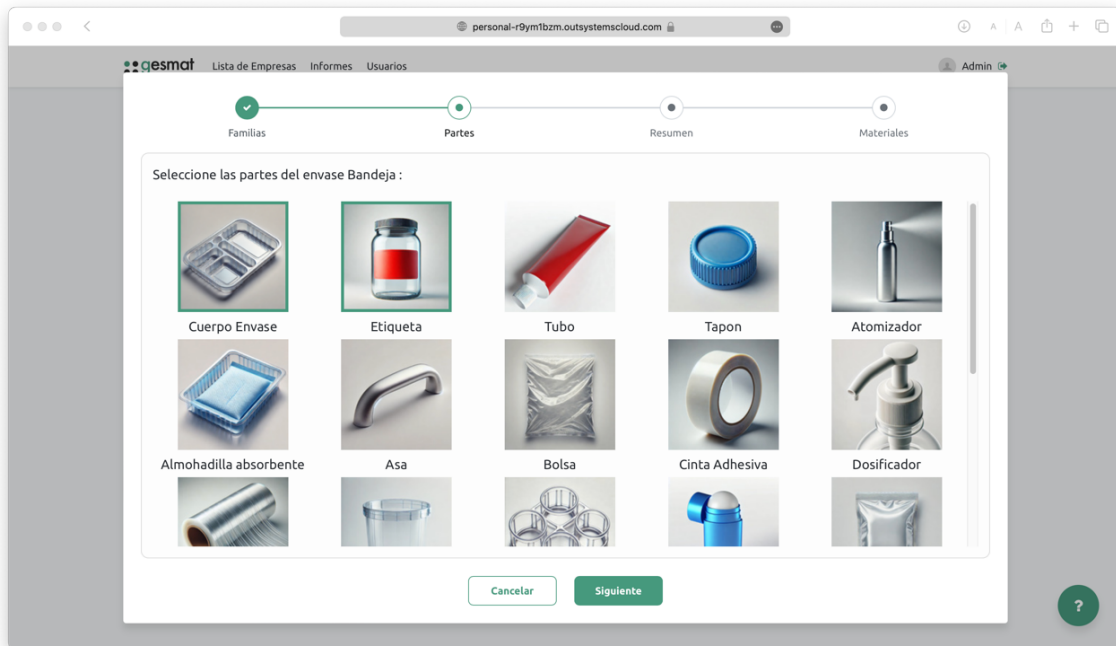 personal-r9ym1bzm.outsystemscloud.com
A A
gesmat Lista de Empresas Informes Usuarios Admin
Familias Partes Resumen Materiales
Seleccione las partes del envase Bandeja :
Cuerpo Envase Etiqueta Tubo Tapon Atomizador
Almohadilla absorbente Asa Bolsa Cinta Adhesiva Dosificador
Cancelar Siguiente
?